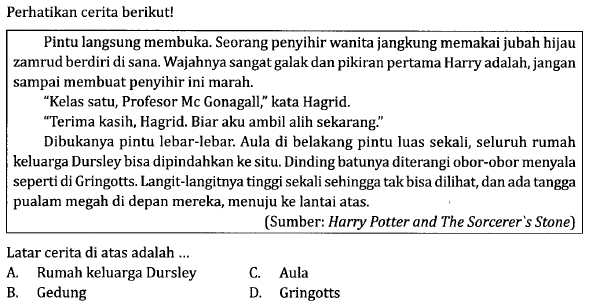 Perhatikan cerita berikut!
Pintu langsung membuka. Seorang penyihir wanita jangkung memakai jubah hijau
zamrud berdiri di sana. Wajahnya sangat galak dan pikiran pertama Harry adalah, jangan
sampai membuat penyihir ini marah.
“Kelas satu, Profesor Mc Gonagall,” kata Hagrid.
“Terima kasih, Hagrid. Biar aku ambil alih sekarang.”
Dibukanya pintu lebar-lebar. Aula di belakang pintu luas sekali, seluruh rumah
keluarga Dursley bisa dipindahkan ke situ. Dinding batunya diterangi obor-obor menyala
seperti di Gringotts. Langit-langitnya tinggi sekali sehingga tak bisa dilihat, dan ada tangga
pualam megah di depan mereka, menuju ke lantai atas.
(Sumber: Harry Potter and The Sorcerer`s Stone)
Latar cerita di atas adalah ...
A. Rumah keluarga Dursley C. Aula
B. Gedung D. Gringotts